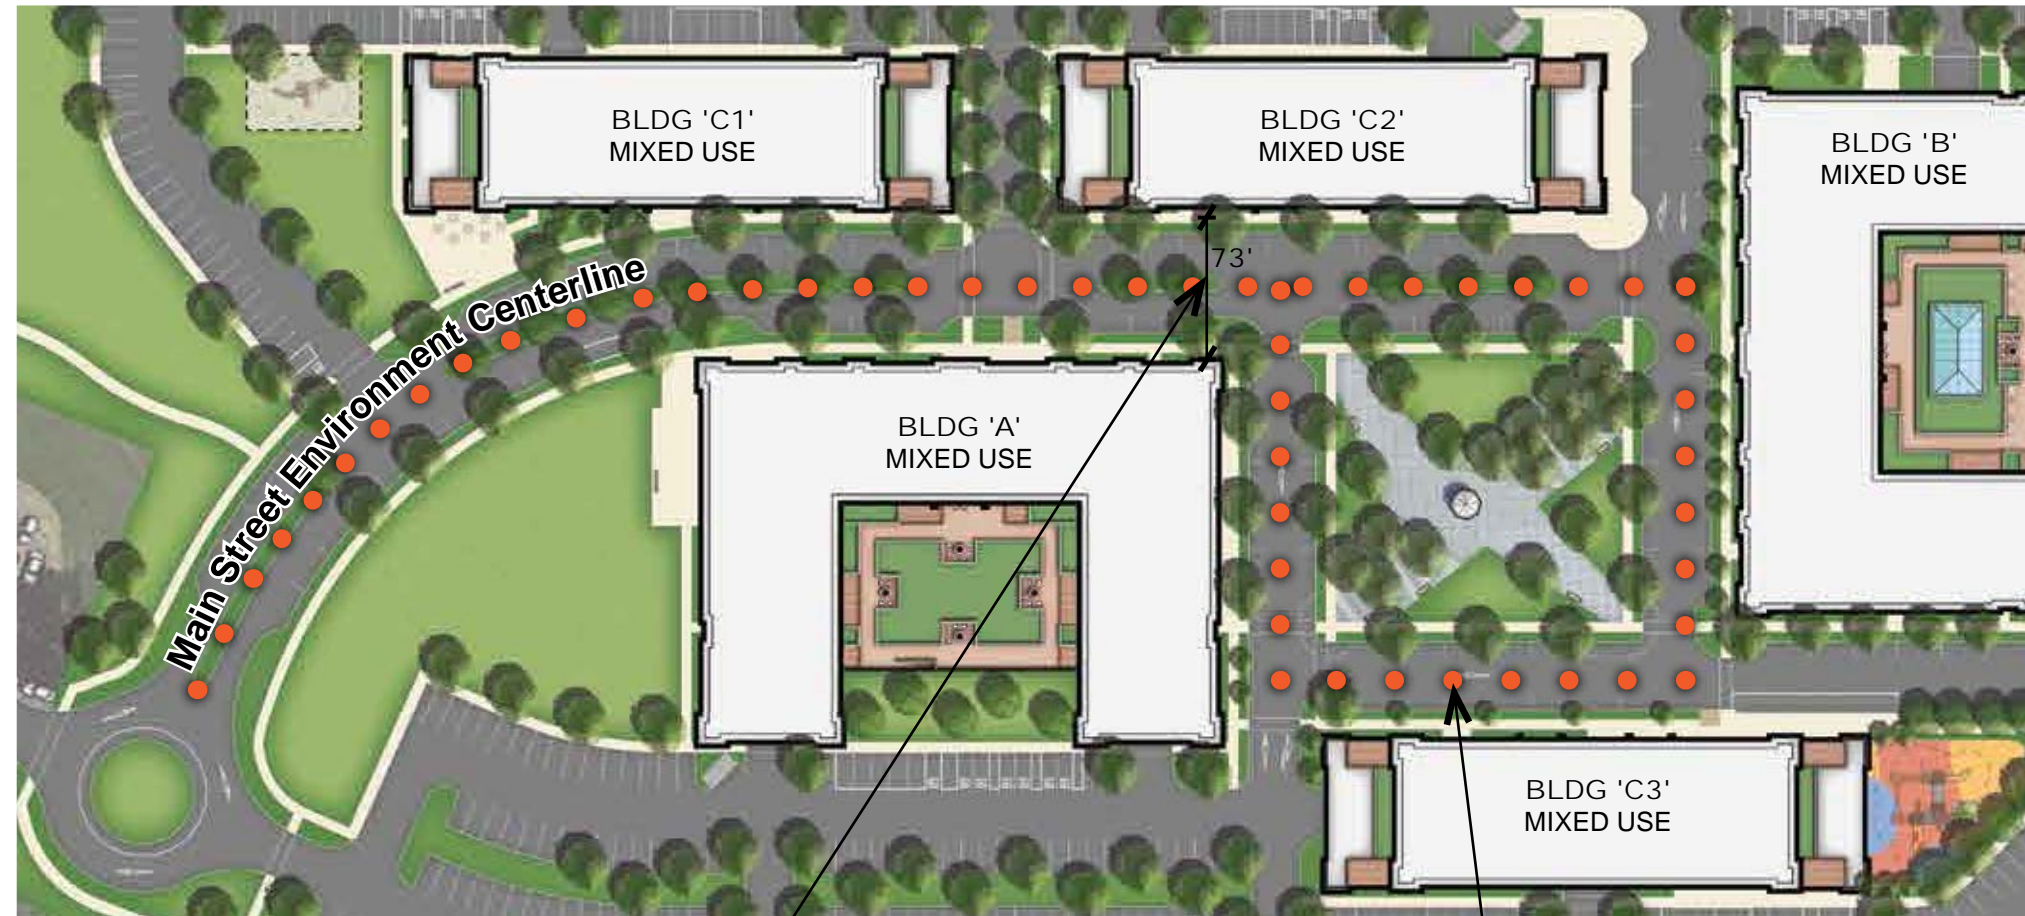 BLDG 'C1'
MIXED USE
BLDG 'C2'
MIXED USE
BLDG 'B'
MIXED USE
73'
Main Street Environment Centerline
BLDG 'A'
MIXED USE
BLDG 'C3'
MIXED USE